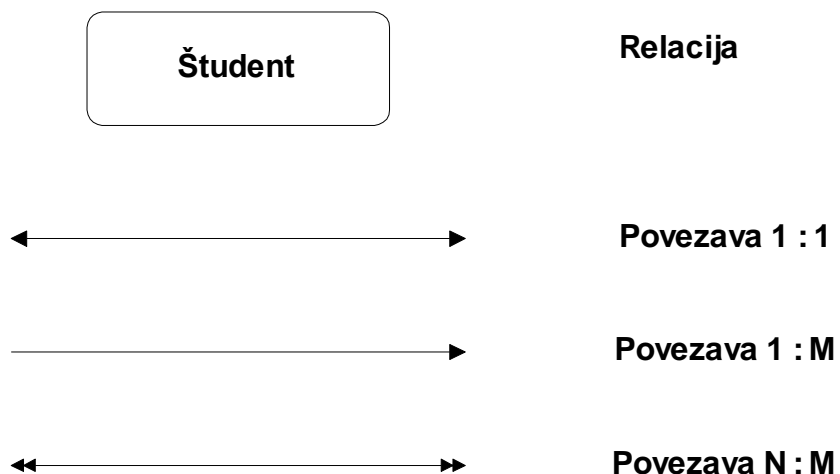 Študent
Relacija
Povezava 1 : 1
Povezava 1 : M
Povezava N : M